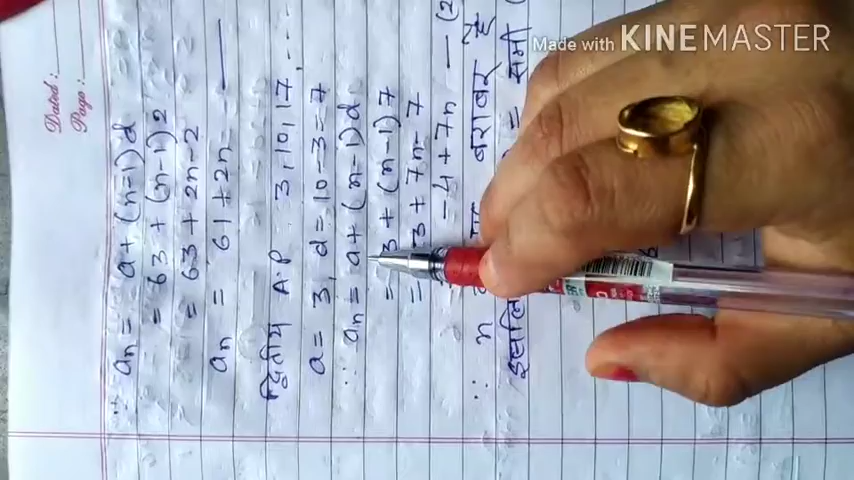 Dated:
Page:
∴ an = a+(n-1)d
= 63+(n-1)2
= 63+2n-2
an = 61+2n —
द्वितीय A.P 3,10,17...
a = 3, d = 10-3=7
∴ an = a+(n-1)d
= 3+(n-1)7
= 3+7n-7
= -4+7n —(2
∴ n बराबर हैं
Made with KINEMASTER